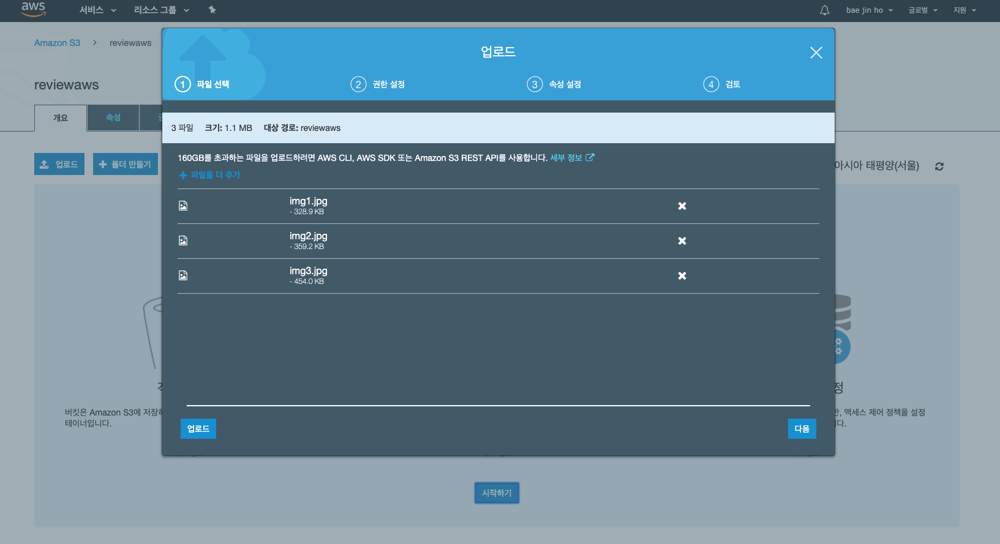 aws 서비스 리소스 그룹 bae jin ho 글로벌 지원
Amazon S3 > reviewaws
업로드
1 파일 선택 2 권한 설정 3 속성 설정 4 검토
reviewaws
개요 속성
3 파일 크기: 1.1 MB 대상 경로: reviewaws
160GB를 초과하는 파일을 업로드하려면 AWS CLI, AWS SDK 또는 Amazon S3 REST API를 사용합니다. 세부 정보
업로드 + 폴더 만들기 아시아 태평양(서울)
+ 파일을 더 추가
img1.jpg
- 328.9 KB
img2.jpg
- 359.2 KB
img3.jpg
- 454.0 KB
버킷은 Amazon S3에 저장
테이너입니다.
액세스 제어 정책을 설정
업로드 다음
시작하기